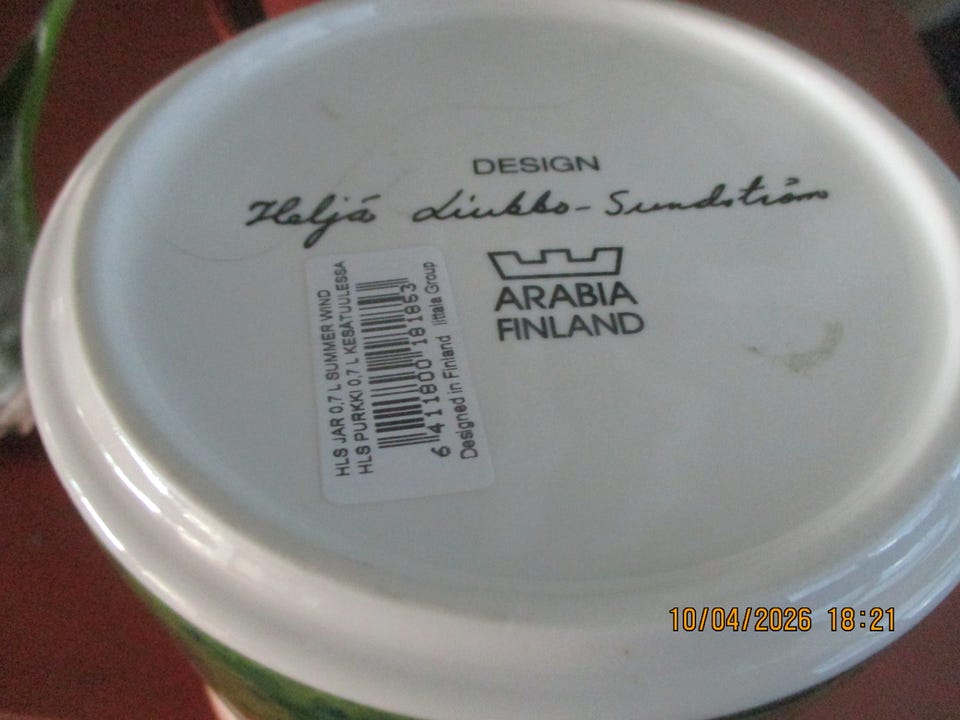 DESIGN
Heljä Liukko-Sundström
ARABIA
FINLAND
HLS JAR 0,7 L SUMMER WIND
HLS PURKKI 0,7 L KESÄTUULESSA
6 411800 181853
Designed in Finland Iittala Group
10/04/2026 18:21